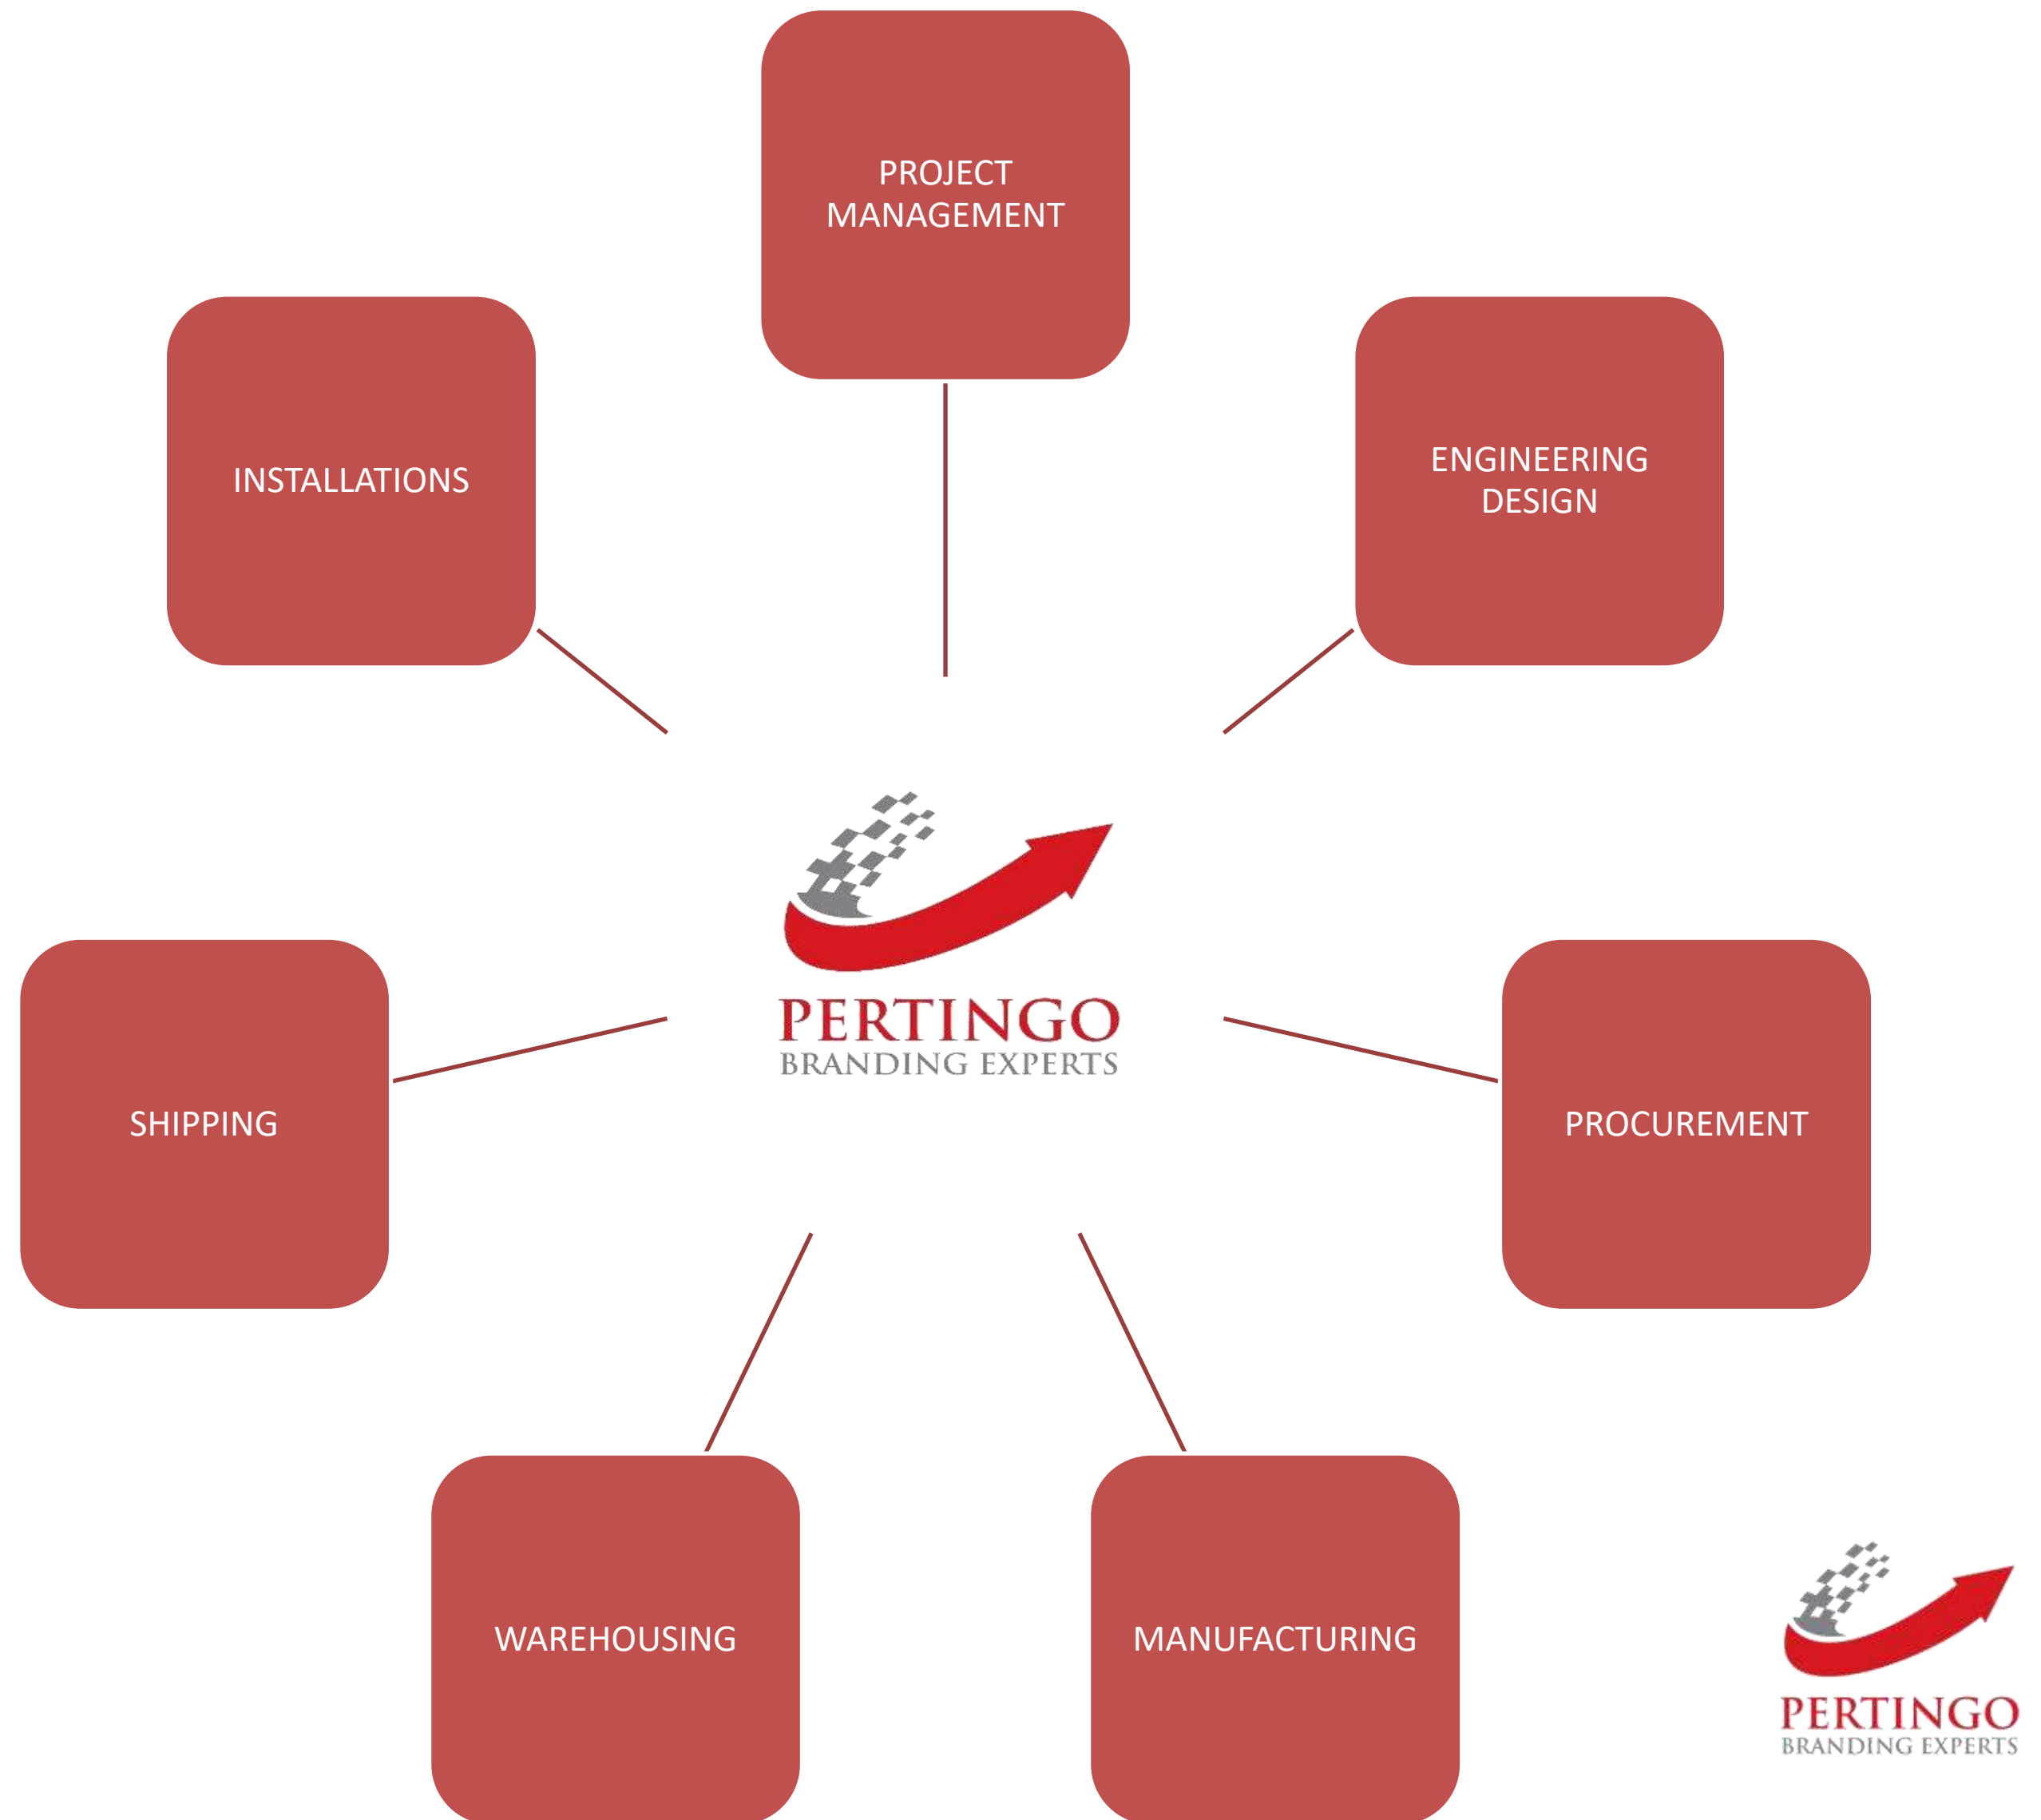 PROJECT
MANAGEMENT
INSTALLATIONS
ENGINEERING
DESIGN
PERTINGO
BRANDING EXPERTS
SHIPPING
PROCUREMENT
WAREHOUSING
MANUFACTURING
PERTINGO
BRANDING EXPERTS